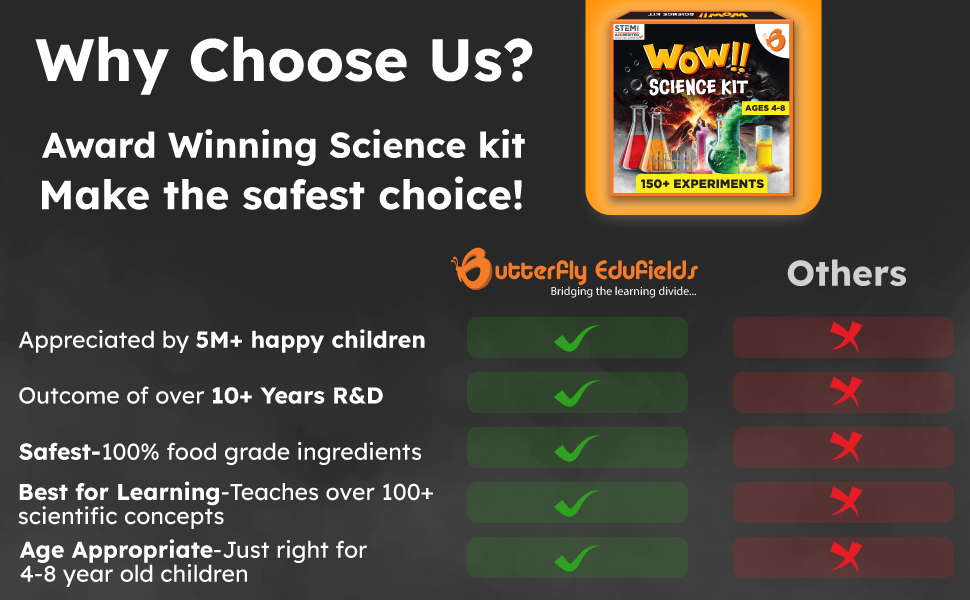 Why Choose Us?
Award Winning Science kit
Make the safest choice!
SCIENCE KIT WOW!!
STEM
ACCREDITED
WOW!!
SCIENCE KIT
AGES 4-8
150+ EXPERIMENTS
Butterfly Edufields
Bridging the learning divide...
Others
Appreciated by 5M+ happy children
Outcome of over 10+ Years R&D
Safest-100% food grade ingredients
Best for Learning-Teaches over 100+
scientific concepts
Age Appropriate-Just right for
4-8 year old children